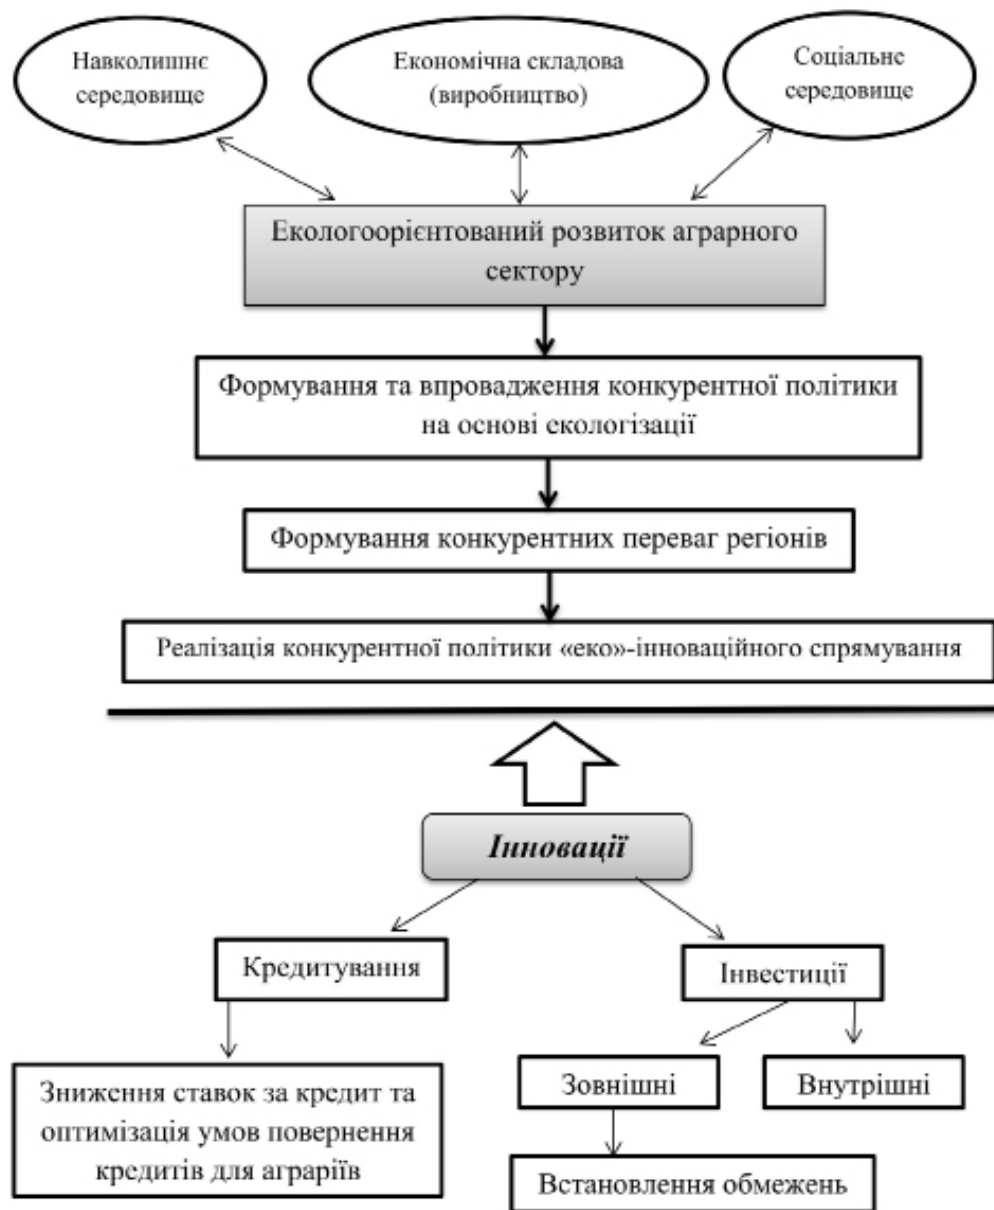 Навколишнє
середовище
Економічна складова
(виробництво)
Соціальне
середовище
Екологоорієнтований розвиток аграрного
сектору
Формування та впровадження конкурентної політики
на основі екологізації
Формування конкурентних переваг регіонів
Реалізація конкурентної політики «еко»-інноваційного спрямування
Інновації
Кредитування
Інвестиції
Зниження ставок за кредит та
оптимізація умов повернення
кредитів для аграріїв
Зовнішні
Внутрішні
Встановлення обмежень